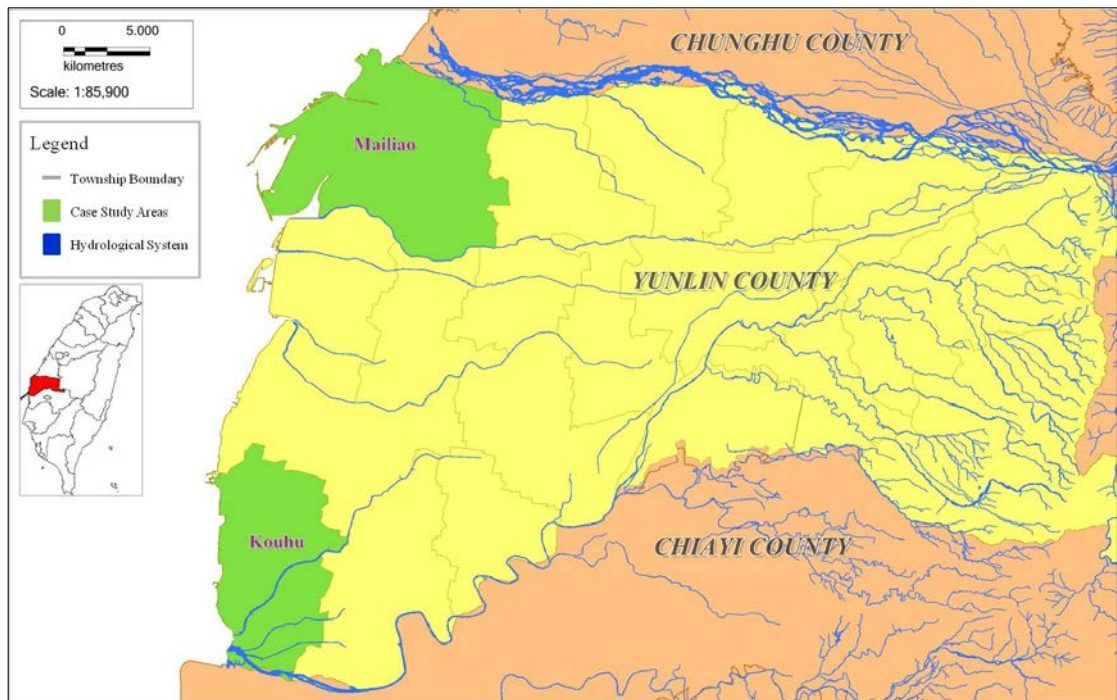 0 5.000
kilometres
Scale: 1:85,900
Legend
Township Boundary
Case Study Areas
Hydrological System
CHUNGHU COUNTY
Mailiao
YUNLIN COUNTY
Kouhu
CHIAYI COUNTY